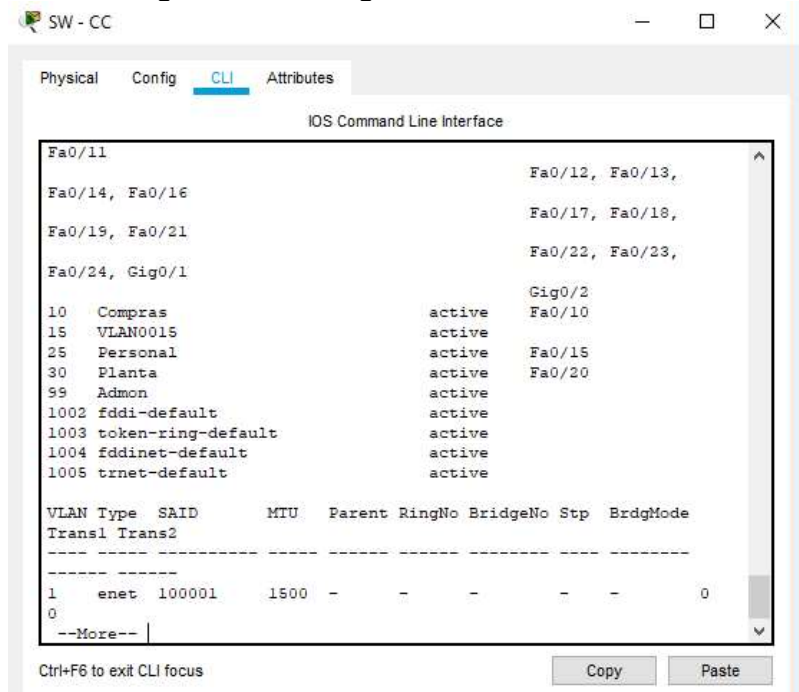 SW - CC
Physical Config CLI Attributes
IOS Command Line Interface
Fa0/11
Fa0/12, Fa0/13,
Fa0/14, Fa0/16
Fa0/17, Fa0/18,
Fa0/19, Fa0/21
Fa0/22, Fa0/23,
Fa0/24, Gig0/1
Gig0/2
10 Compras active Fa0/10
15 VLAN0015 active
25 Personal active Fa0/15
30 Planta active Fa0/20
99 Admon active
1002 fddi-default active
1003 token-ring-default active
1004 fddinet-default active
1005 trnet-default active
VLAN Type SAID MTU Parent RingNo BridgeNo Stp BrdgMode
Trans1 Trans2
---- ----- ---------- ----- ------ ------ -------- ---- --------
------ ------
1 enet 100001 1500 - - - - - 0
0
--More--
Ctrl+F6 to exit CLI focus Copy Paste